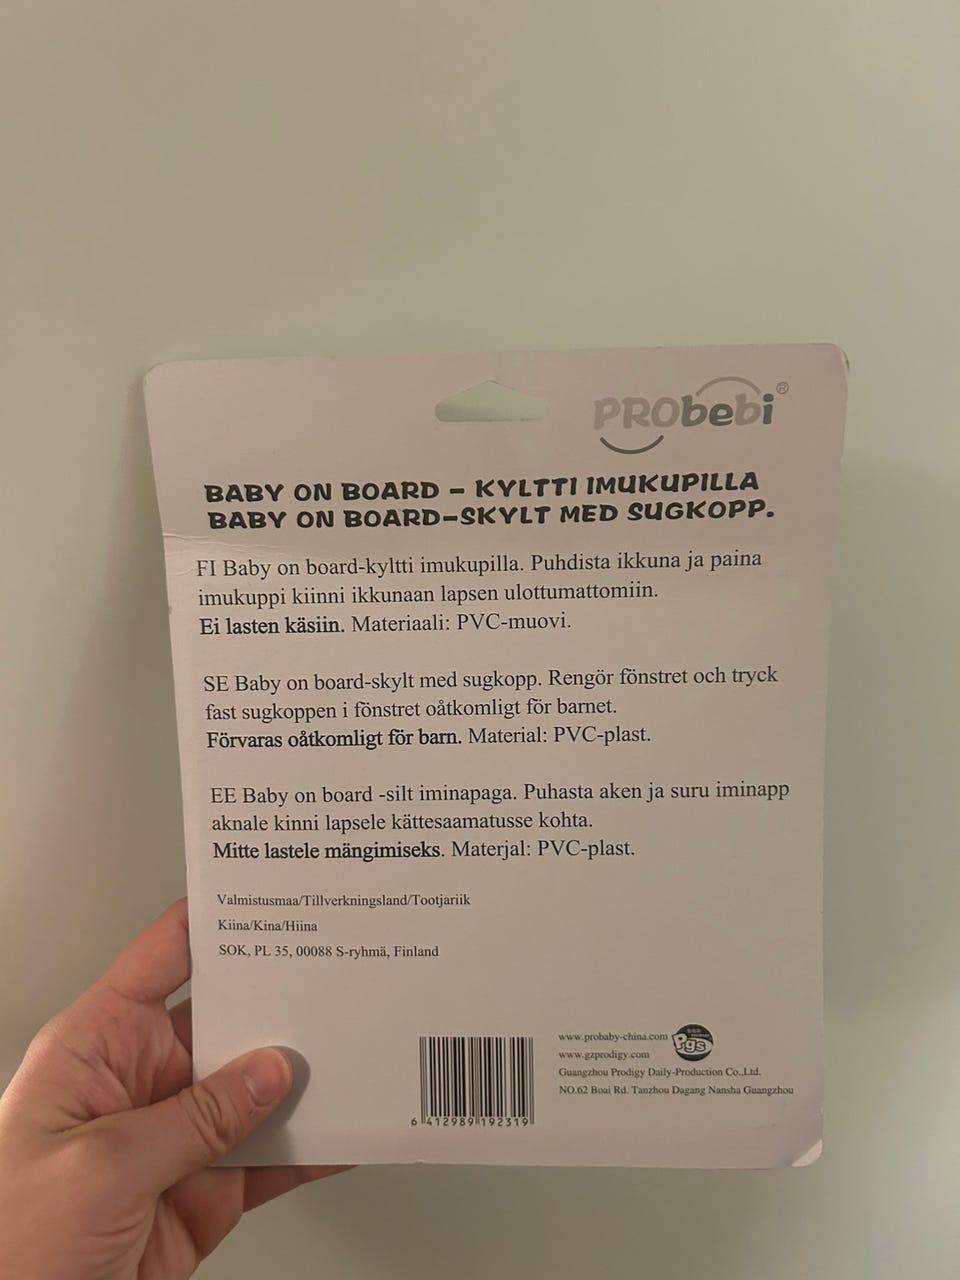 PRObebi®
BABY ON BOARD – KYLTTI IMUKUPILLA
BABY ON BOARD-SKYLT MED SUGKOPP.
FI Baby on board-kyltti imukupilla. Puhdista ikkuna ja paina
imukuppi kiinni ikkunaan lapsen ulottumattomiin.
Ei lasten käsiin. Materiaali: PVC-muovi.
SE Baby on board-skylt med sugkopp. Rengör fönstret och tryck
fast sugkoppen i fönstret oåtkomligt för barnet.
Förvaras oåtkomligt för barn. Material: PVC-plast.
EE Baby on board -silt iminapaga. Puhasta aken ja suru iminapp
aknale kinni lapsele kättesaamatusse kohta.
Mitte lastele mängimiseks. Materjal: PVC-plast.
Valmistusmaa/Tillverkningsland/Tootjariik
Kiina/Kina/Hiina
SOK, PL 35, 00088 S-ryhmä, Finland
www.probaby-china.com
Pgs
www.gzprodigy.com
Guangzhou Prodigy Daily-Production Co.,Ltd.
NO.62 Boai Rd. Tanzhou Dagang Nansha Guangzhou
6 412989 192319